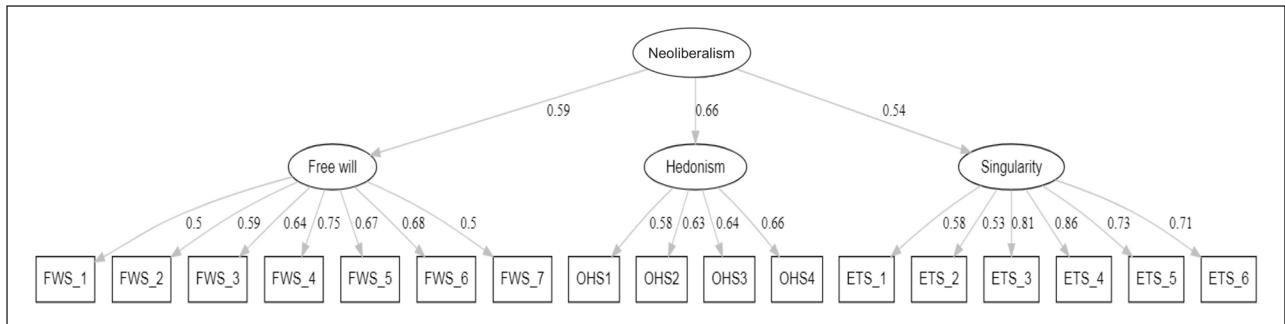 Neoliberalism
0.59 0.66 0.54
Free will Hedonism Singularity
0.5 0.59 0.64 0.75 0.67 0.68 0.5 0.58 0.63 0.64 0.66 0.58 0.53 0.81 0.86 0.73 0.71
FWS_1 FWS_2 FWS_3 FWS_4 FWS_5 FWS_6 FWS_7 OHS1 OHS2 OHS3 OHS4 ETS_1 ETS_2 ETS_3 ETS_4 ETS_5 ETS_6